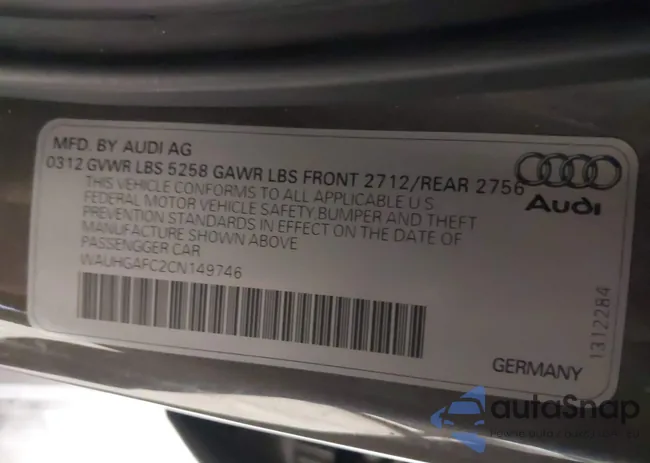 MFD. BY AUDI AG
0312 GVWR LBS 5258 GAWR LBS FRONT 2712/REAR 2756
THIS VEHICLE CONFORMS TO ALL APPLICABLE U S
FEDERAL MOTOR VEHICLE SAFETY,BUMPER AND THEFT
PREVENTION STANDARDS IN EFFECT ON THE DATE OF
MANUFACTURE SHOWN ABOVE
PASSENGGER CAR
WAUHGAFC2CN149746
Audi
1312284
GERMANY
autoSnap